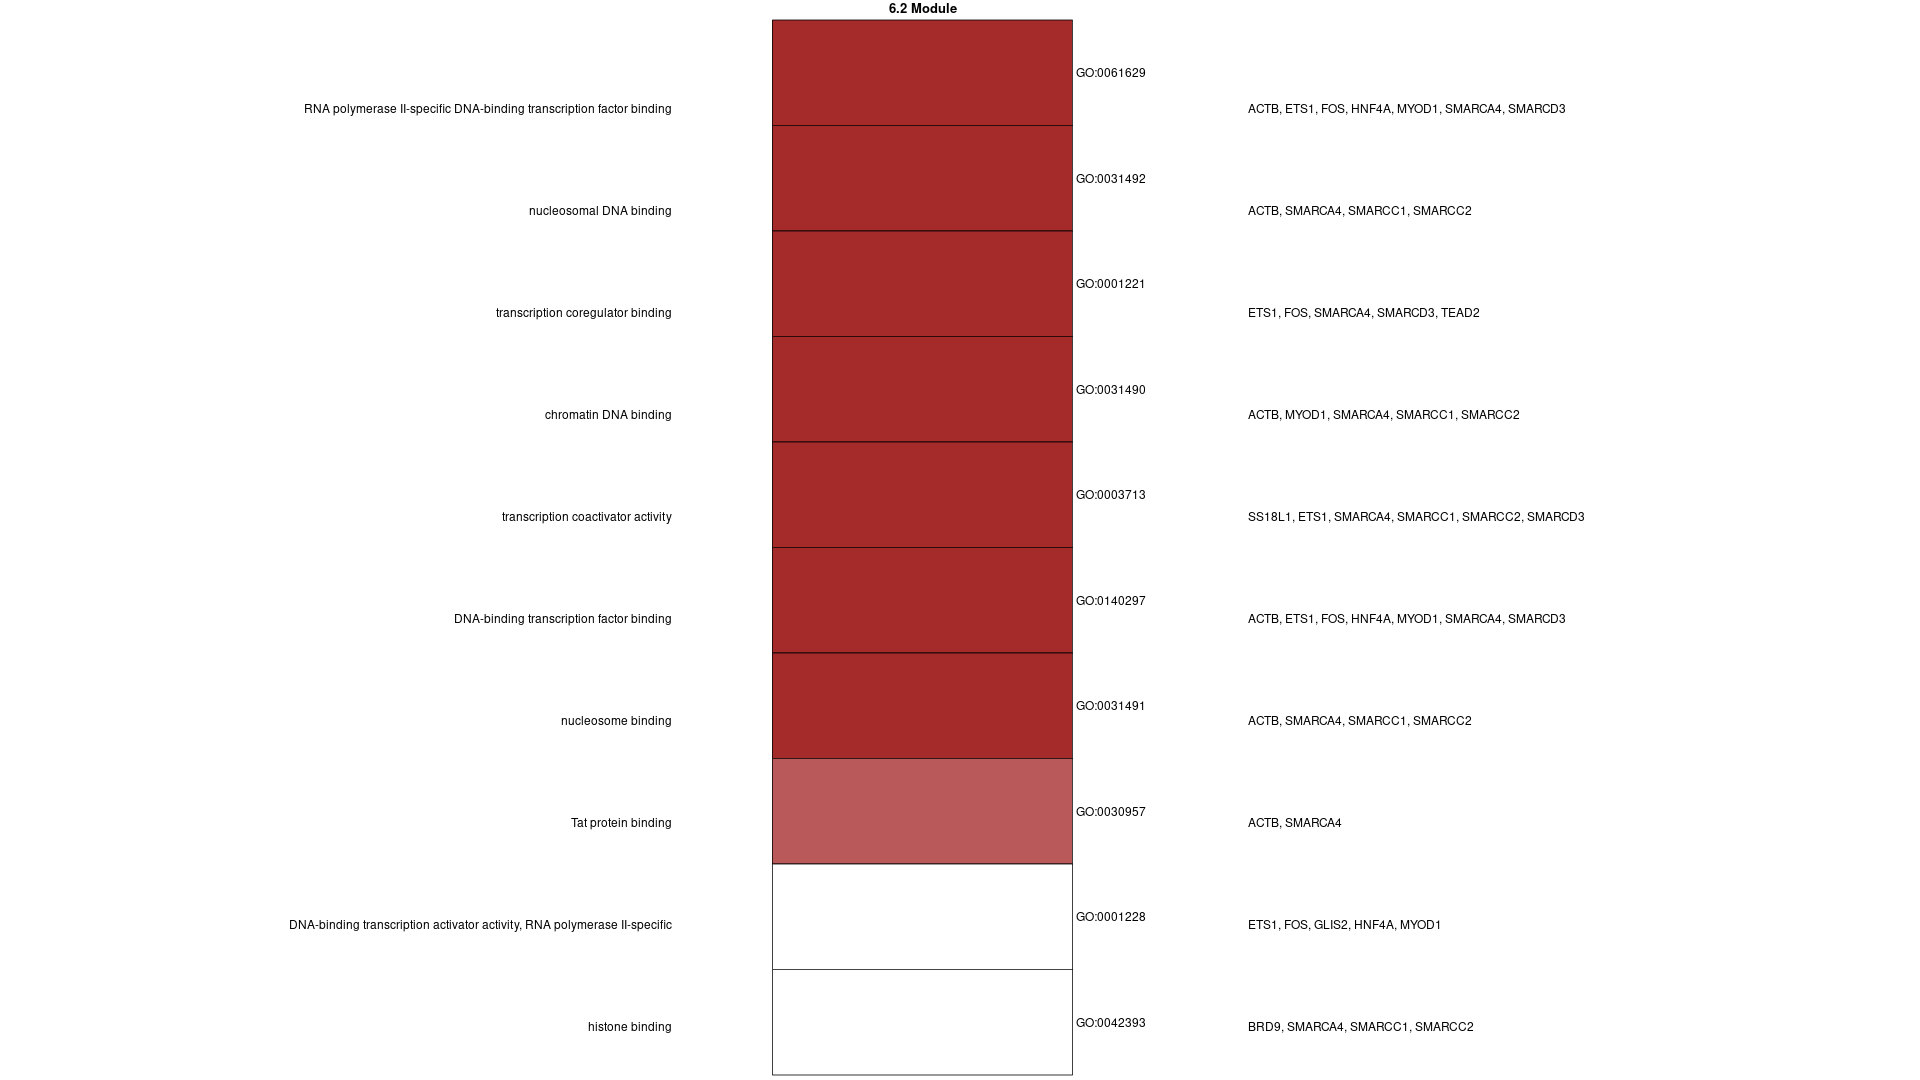 6.2 Module
GO:0061629
RNA polymerase II-specific DNA-binding transcription factor binding
ACTB, ETS1, FOS, HNF4A, MYOD1, SMARCA4, SMARCD3
GO:0031492
nucleosomal DNA binding
ACTB, SMARCA4, SMARCC1, SMARCC2
GO:0001221
transcription coregulator binding
ETS1, FOS, SMARCA4, SMARCD3, TEAD2
GO:0031490
chromatin DNA binding
ACTB, MYOD1, SMARCA4, SMARCC1, SMARCC2
GO:0003713
transcription coactivator activity
SS18L1, ETS1, SMARCA4, SMARCC1, SMARCC2, SMARCD3
GO:0140297
DNA-binding transcription factor binding
ACTB, ETS1, FOS, HNF4A, MYOD1, SMARCA4, SMARCD3
GO:0031491
nucleosome binding
ACTB, SMARCA4, SMARCC1, SMARCC2
GO:0030957
Tat protein binding
ACTB, SMARCA4
GO:0001228
DNA-binding transcription activator activity, RNA polymerase II-specific
ETS1, FOS, GLIS2, HNF4A, MYOD1
GO:0042393
histone binding
BRD9, SMARCA4, SMARCC1, SMARCC2